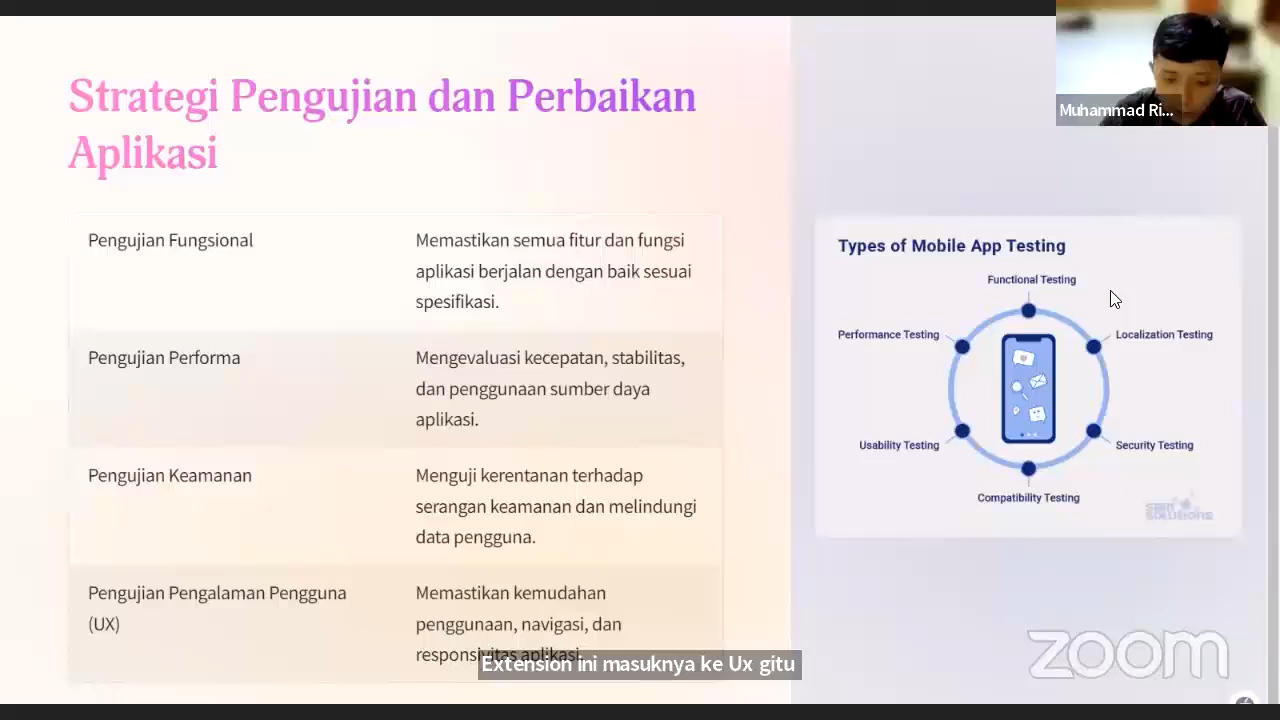 Strategi Pengujian dan Perbaikan
Aplikasi
Muhammad Ri...
Pengujian Fungsional
Memastikan semua fitur dan fungsi
aplikasi berjalan dengan baik sesuai
spesifikasi.
Pengujian Performa
Mengevaluasi kecepatan, stabilitas,
dan penggunaan sumber daya
aplikasi.
Pengujian Keamanan
Menguji kerentanan terhadap
serangan keamanan dan melindungi
data pengguna.
Pengujian Pengalaman Pengguna
(UX)
Memastikan kemudahan
penggunaan, navigasi, dan
responsivitas aplikasi.
Extension ini masuknya ke Ux gitu
Types of Mobile App Testing
Functional Testing
Performance Testing
Localization Testing
Usability Testing
Security Testing
Compatibility Testing
SOLUTIONS
zoom